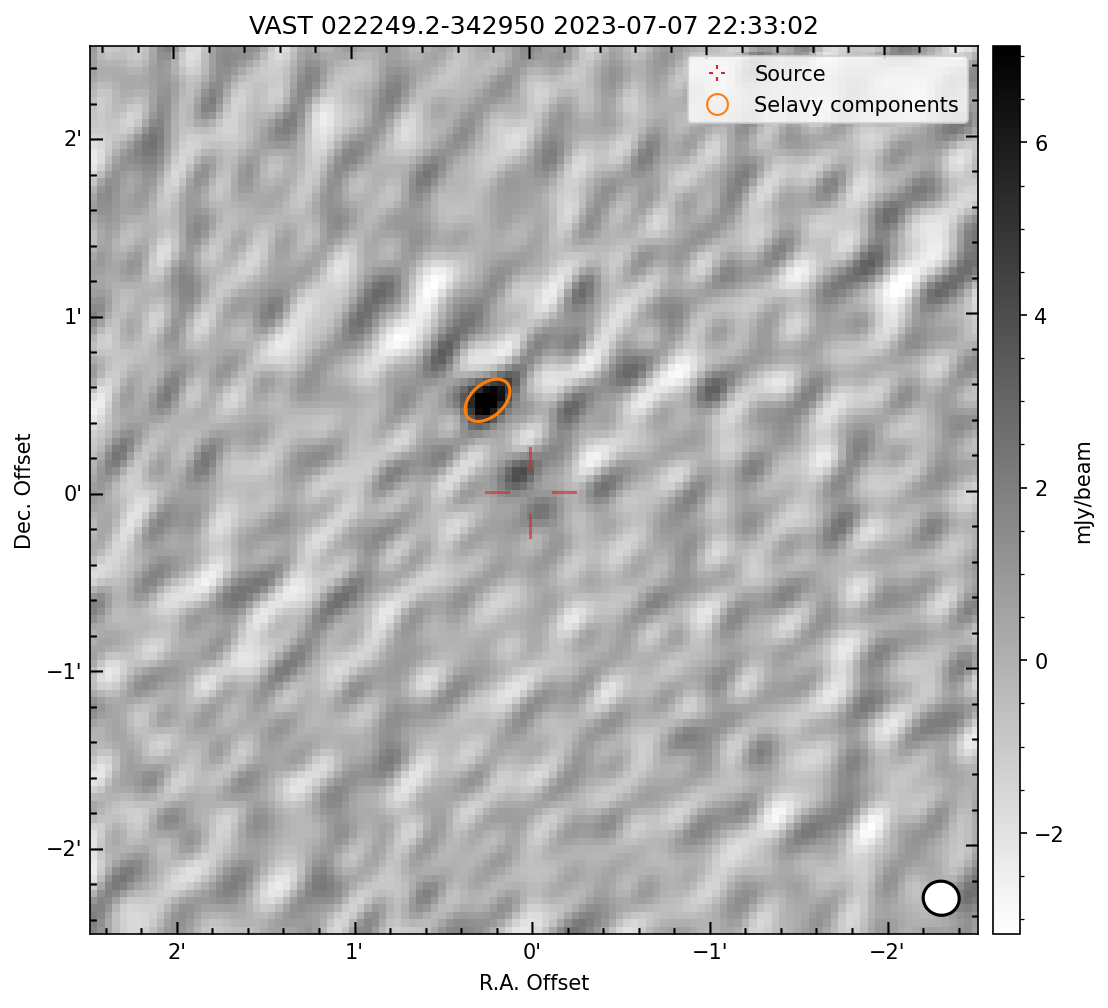 VAST 022249.2-342950 2023-07-07 22:33:02
Source
Selavy components
2'
1'
0'
−1'
−2'
Dec. Offset
2'
1'
0'
−1'
−2'
R.A. Offset
6
4
2
0
−2
mJy/beam